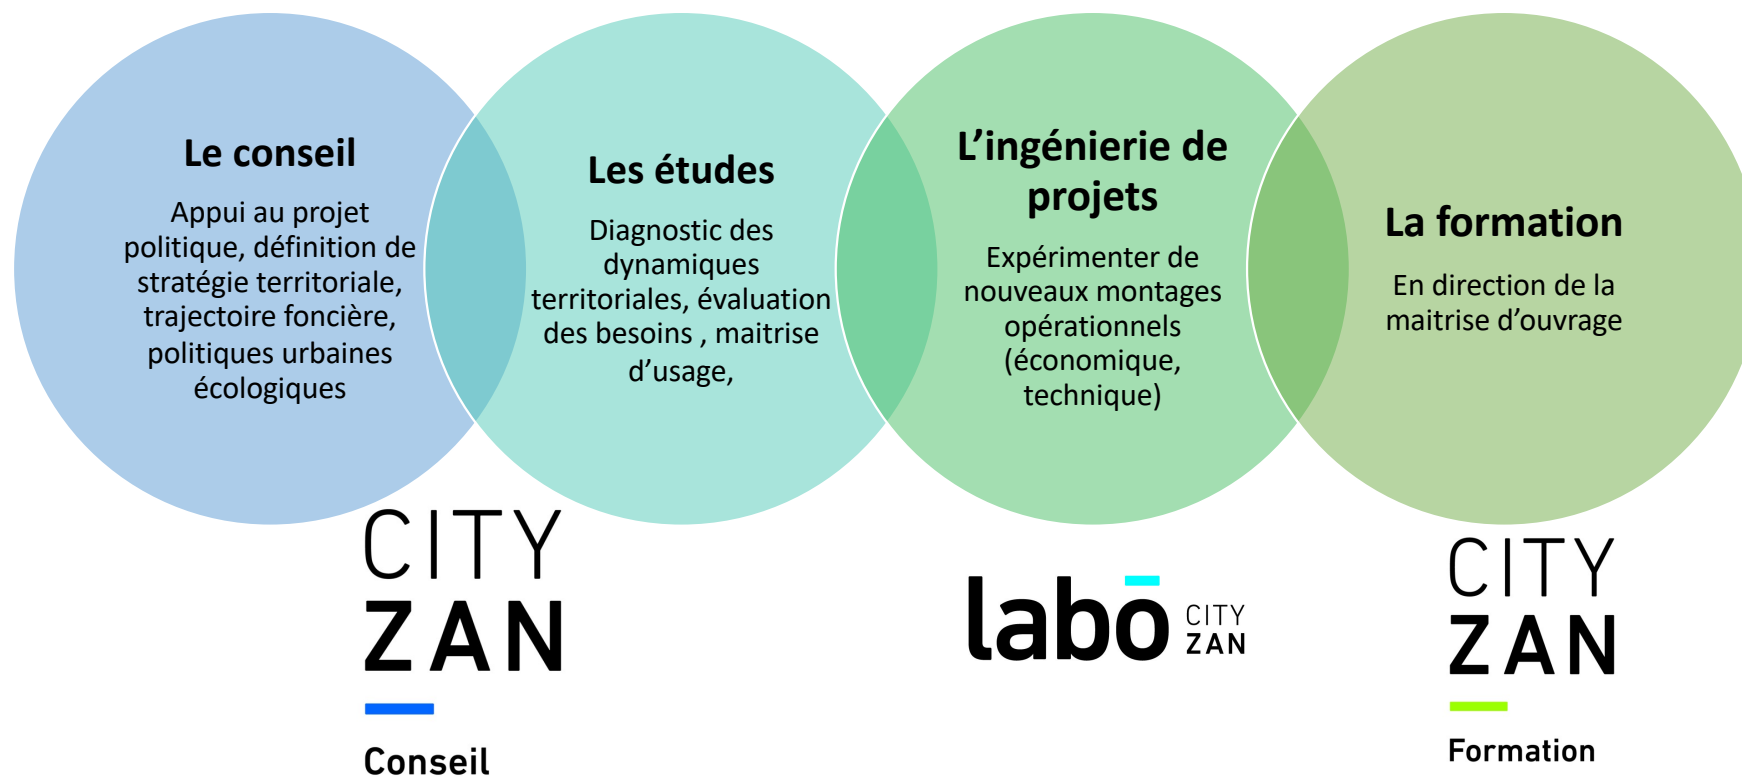 Le conseil
Appui au projet
politique, définition de
stratégie territoriale,
trajectoire foncière,
politiques urbaines
écologiques
Les études
Diagnostic des
dynamiques
territoriales, évaluation
des besoins , maitrise
d’usage,
L’ingénierie de
projets
Expérimenter de
nouveaux montages
opérationnels
(économique,
technique)
La formation
En direction de la
maitrise d’ouvrage
CITY
ZAN
Conseil
labō
CITY
ZAN
CITY
ZAN
Formation